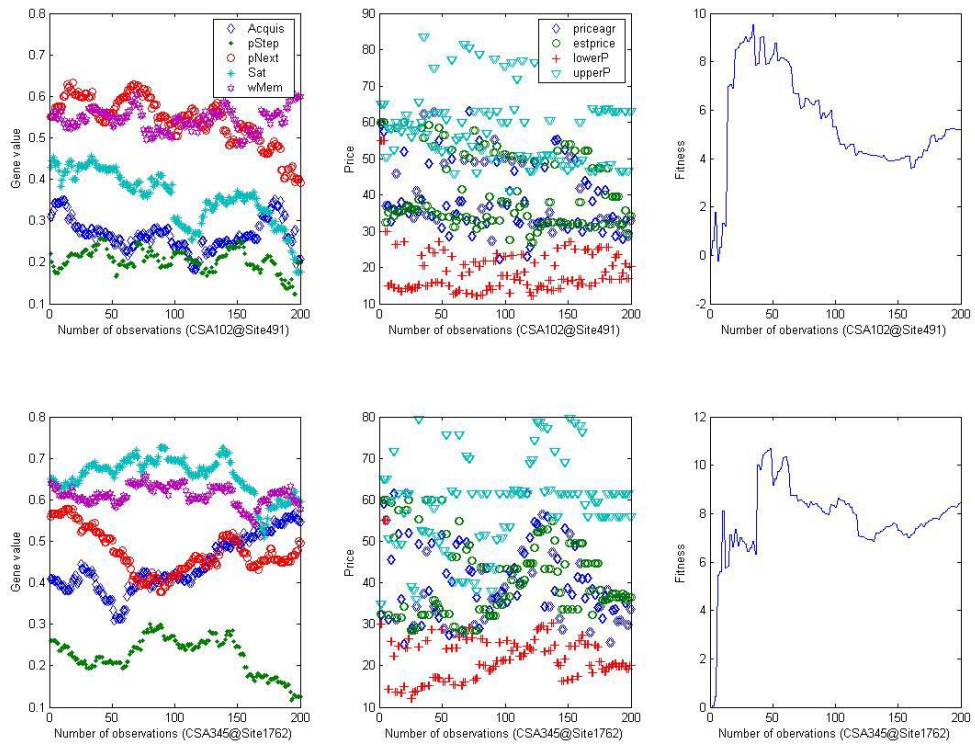 0.8
0.7
0.6
0.5
0.4
0.3
0.2
0.1
Gene value
Acquis
pStep
pNext
Sat
wMem
0 50 100 150 200
Number of observations (CSA102@Site491)
90
80
70
60
50
40
30
20
10
Price
priceagr
estprice
lowerP
upperP
0 50 100 150 200
Number of observations (CSA102@Site491)
10
8
6
4
2
0
-2
Fitness
0 50 100 150 200
Number of obervations (CSA102@Site491)
0.8
0.7
0.6
0.5
0.4
0.3
0.2
0.1
Gene value
0 50 100 150 200
Number of observations (CSA345@Site1762)
80
70
60
50
40
30
20
10
Price
0 50 100 150 200
Number of observations (CSA345@Site1762)
12
10
8
6
4
2
0
Fitness
0 50 100 150 200
Number of obervations (CSA345@Site1762)